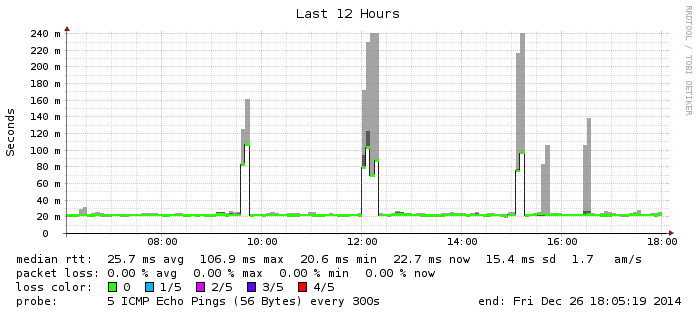 Last 12 Hours
RRDTOOL / TOBI OETIKER
Seconds
240 m
220 m
200 m
180 m
160 m
140 m
120 m
100 m
80 m
60 m
40 m
20 m
0
08:00 10:00 12:00 14:00 16:00 18:00
median rtt: 25.7 ms avg 106.9 ms max 20.6 ms min 22.7 ms now 15.4 ms sd 1.7 am/s
packet loss: 0.00 % avg 0.00 % max 0.00 % min 0.00 % now
loss color: 0 1/5 2/5 3/5 4/5
probe: 5 ICMP Echo Pings (56 Bytes) every 300s end: Fri Dec 26 18:05:19 2014